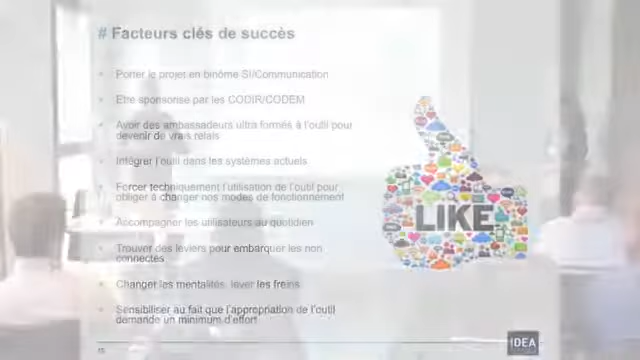 # Facteurs clés de succès
Porter le projet en binôme SI/Communication
Etre sponsorisé par les CODIR/CODEM
Avoir des ambassadeurs ultra formés à l'outil pour
devenir de vrais relais
Intégrer l'outil dans les systèmes actuels
Forcer techniquement l'utilisation de l'outil pour
obliger à changer nos modes de fonctionnement
Accompagner les utilisateurs au quotidien
Trouver des leviers pour embarquer les non
connectés
Changer les mentalités, lever les freins
Sensibiliser au fait que l'appropriation de l'outil
demande un minimum d'effort
LIKE
IDEA